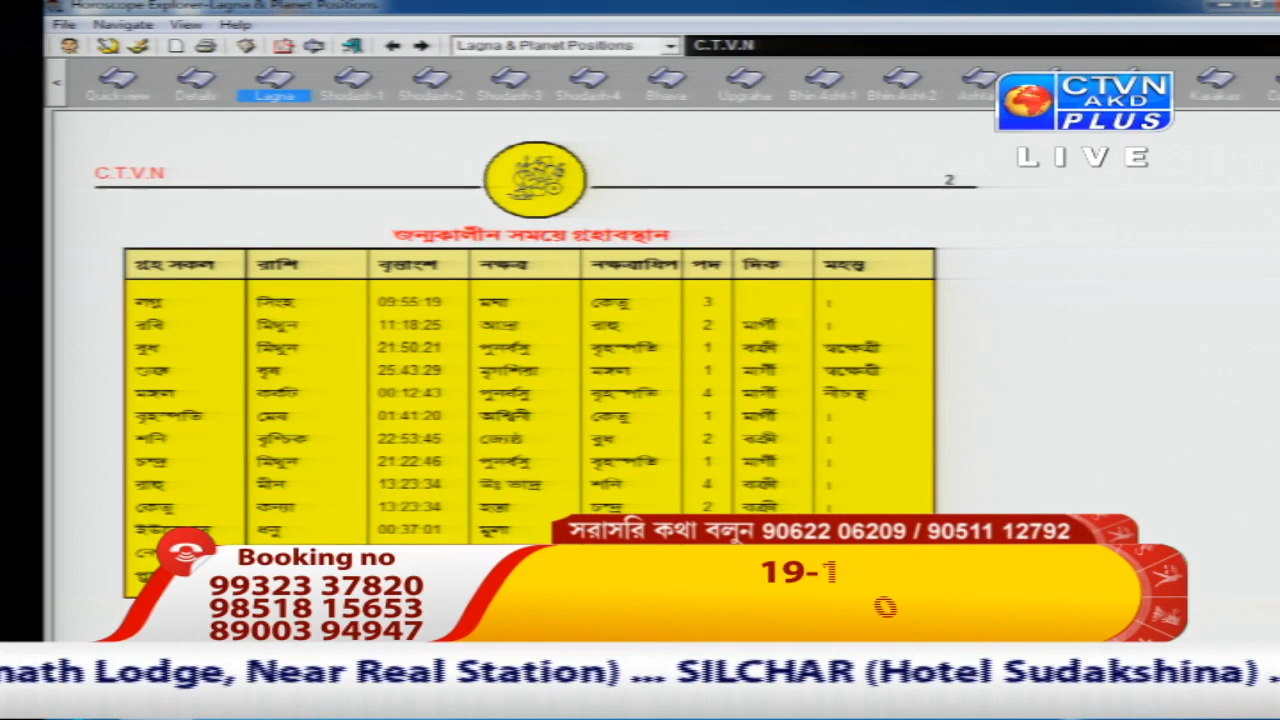 Horoscope Explorer-Lagna & Planet Positions
File Navigate View Help
Lagna & Planet Positions C.T.V.N
Quick view Details Lagna Shodash-1 Shodash-2 Shodash-3 Shodash-4 Bhava Upgraha Bhin Asht-1 Bhin Asht-2 Karakas
CTVN
AKD
PLUS
LIVE
C.T.V.N
2
জন্মকালীন সময়ে গ্রহাবস্থান
গ্রহ সকল রাশি বৃত্তাংশ নক্ষত্র নক্ষত্রাধিপ পদ দিক মহত্ত্ব
লগ্ন সিংহ 09:55:19 মঘা কেতু 3 ।
রবি মিথুন 11:18:25 আদ্রা রাহু 2 মার্গী ।
বুধ মিথুন 21:50:21 পুনর্বসু বৃহস্পতি 1 বক্রী স্বক্ষেত্রী
শুক্র বৃষ 25:43:29 মৃগশিরা মঙ্গল 1 মার্গী স্বক্ষেত্রী
মঙ্গল কর্কট 00:12:43 পুনর্বসু বৃহস্পতি 4 মার্গী নীচস্থ
বৃহস্পতি মেষ 01:41:20 অশ্বিনী কেতু 1 মার্গী ।
শনি বৃশ্চিক 22:53:45 জ্যেষ্ঠ বুধ 2 বক্রী ।
চন্দ্র মিথুন 21:22:46 পুনর্বসু বৃহস্পতি 1 মার্গী ।
রাহু মীন 13:23:34 উঃ ভাদ্র শনি 4 বক্রী ।
কেতু কন্যা 13:23:34 হস্তা চন্দ্র 2 বক্রী
ধনু 00:37:01 মূলা
সরাসরি কথা বলুন 90622 06209 / 90511 12792
Booking no
99323 37820
98518 15653
89003 94947
19-1
0
nath Lodge, Near Real Station) ... SILCHAR (Hotel Sudakshina) .